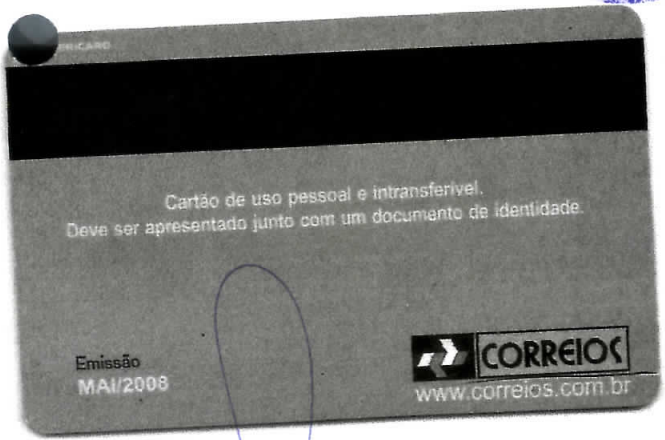 Cartão de uso pessoal e intransferível.
Deve ser apresentado junto com um documento de identidade.
Emissão
MAI/2008
CORREIOS
www.correios.com.br